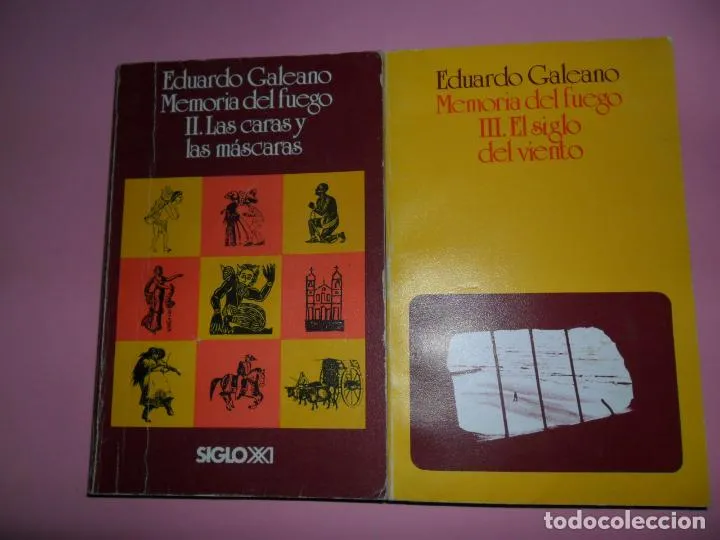 Eduardo Galeano
Memoria del fuego
II. Las caras y
las máscaras
SIGLO XXI
Eduardo Galeano
Memoria del fuego
III. El siglo
del viento
todocoleccion.net